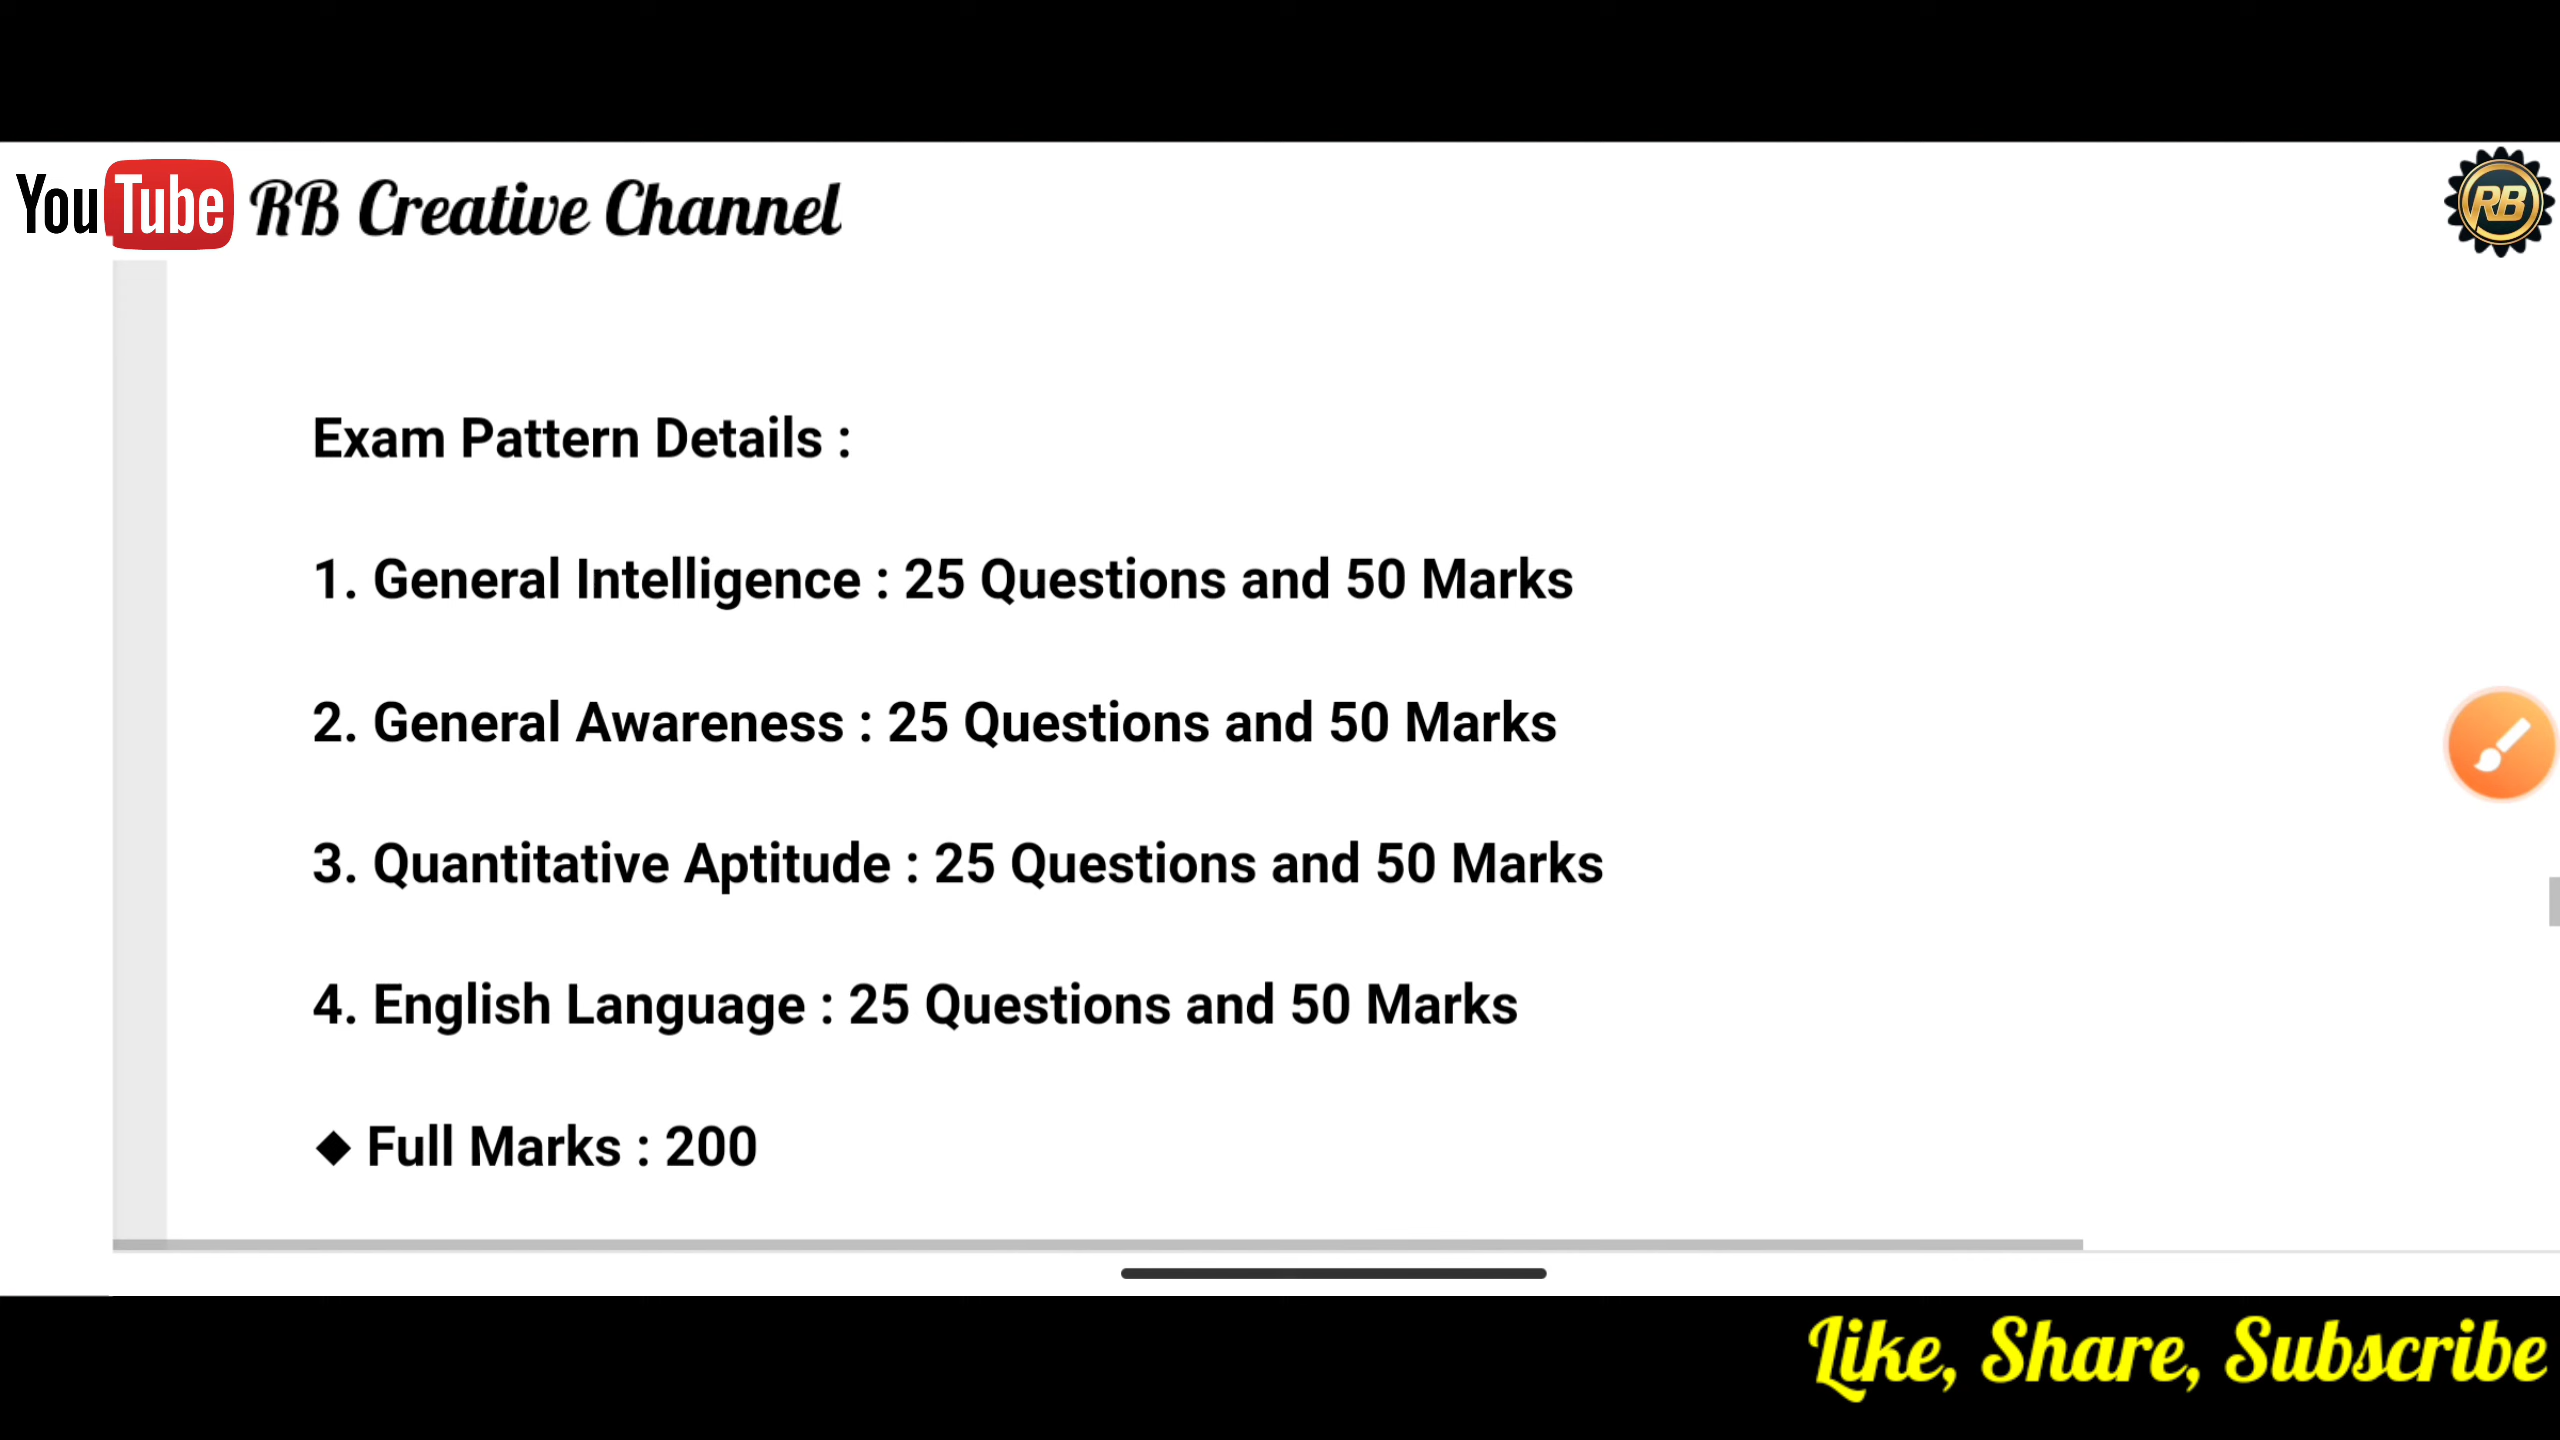 YouTube RB Creative Channel
RB
Exam Pattern Details :
1. General Intelligence : 25 Questions and 50 Marks
2. General Awareness : 25 Questions and 50 Marks
3. Quantitative Aptitude : 25 Questions and 50 Marks
4. English Language : 25 Questions and 50 Marks
◆ Full Marks : 200
Like, Share, Subscribe